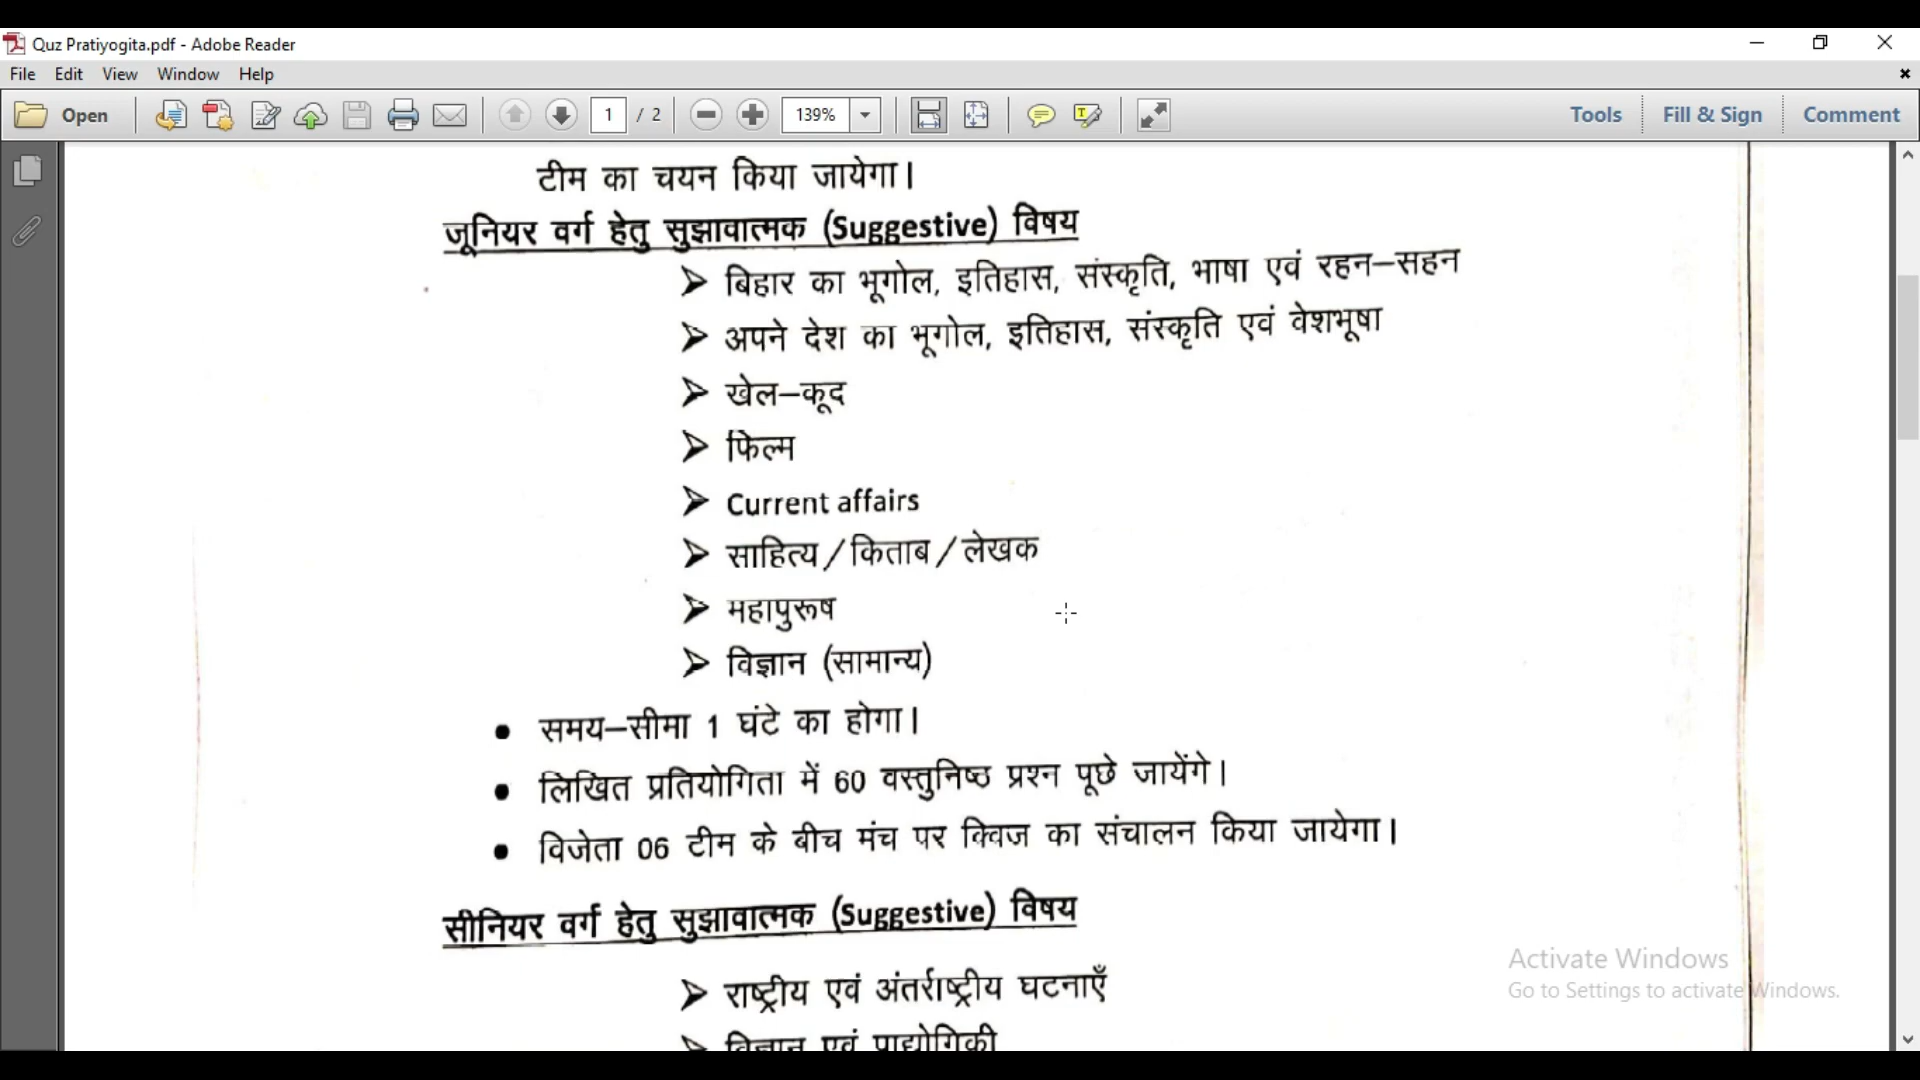 Quz Pratiyogita.pdf - Adobe Reader
File Edit View Window Help
Open 1 / 2 139% Tools Fill & Sign Comment
टीम का चयन किया जायेगा।
जूनियर वर्ग हेतु सुझावात्मक (Suggestive) विषय
➤ बिहार का भूगोल, इतिहास, संस्कृति, भाषा एवं रहन–सहन
➤ अपने देश का भूगोल, इतिहास, संस्कृति एवं वेशभूषा
➤ खेल–कूद
➤ फिल्म
➤ Current affairs
➤ साहित्य/किताब/लेखक
➤ महापुरूष
➤ विज्ञान (सामान्य)
• समय–सीमा 1 घंटे का होगा।
• लिखित प्रतियोगिता में 60 वस्तुनिष्ठ प्रश्न पूछे जायेंगे।
• विजेता 06 टीम के बीच मंच पर क्विज का संचालन किया जायेगा।
सीनियर वर्ग हेतु सुझावात्मक (Suggestive) विषय
➤ राष्ट्रीय एवं अंतर्राष्ट्रीय घटनाएँ
➤ विज्ञान एवं प्राद्योगिकी
Activate Windows
Go to Settings to activate Windows.